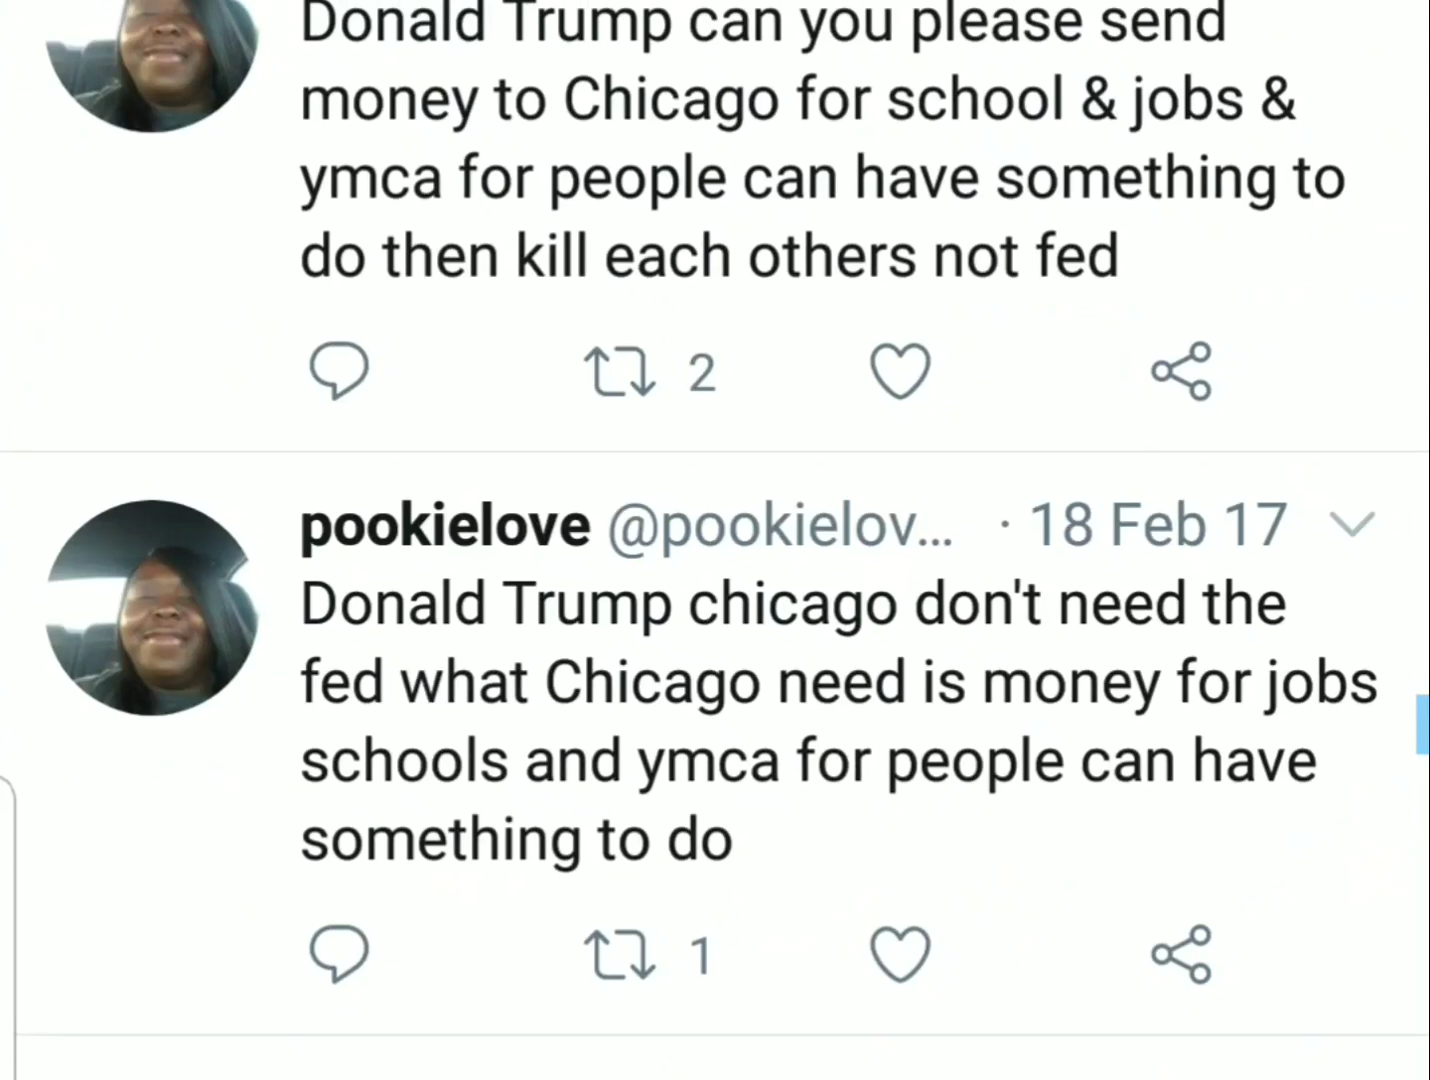 Donald Trump can you please send
money to Chicago for school & jobs &
ymca for people can have something to
do then kill each others not fed
2
pookielove @pookielov... · 18 Feb 17
Donald Trump chicago don't need the
fed what Chicago need is money for jobs
schools and ymca for people can have
something to do
1